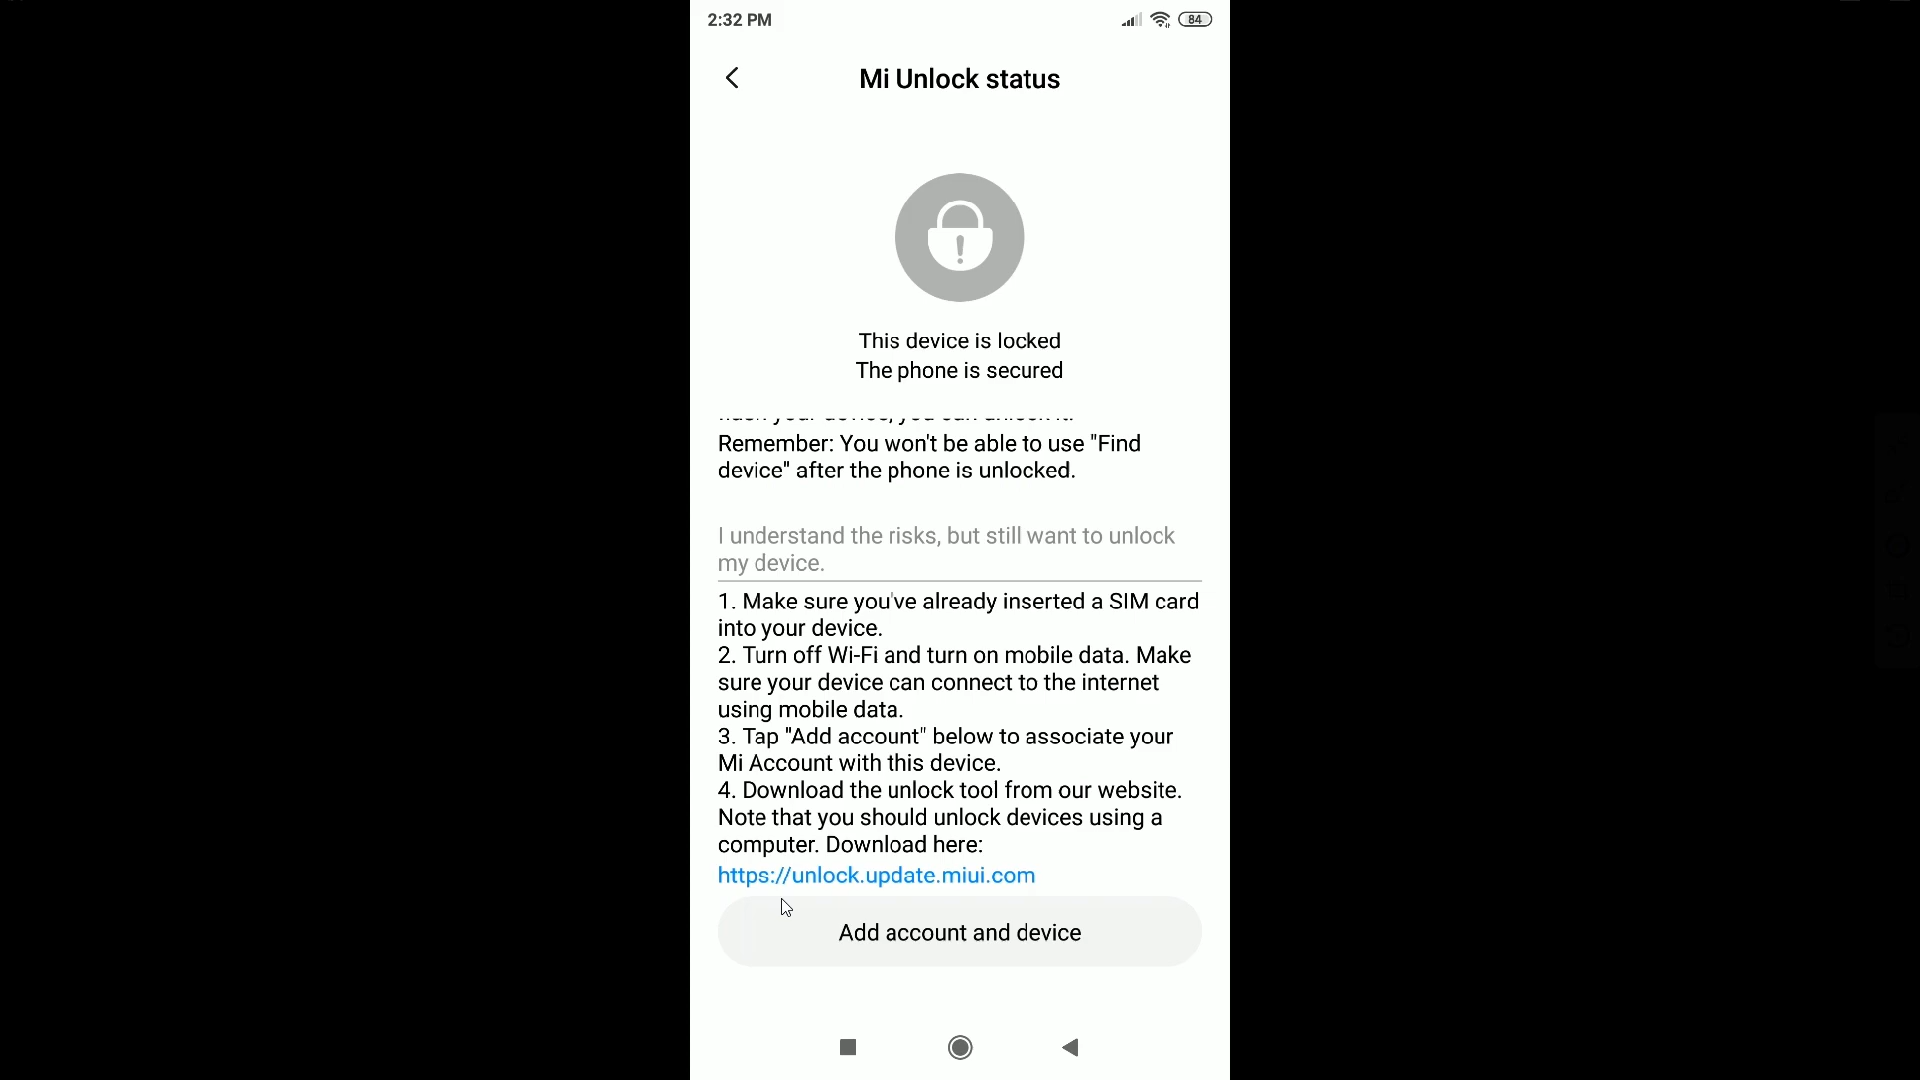 2:32 PM
84
Mi Unlock status
This device is locked
The phone is secured
Remember: You won't be able to use "Find
device" after the phone is unlocked.
I understand the risks, but still want to unlock
my device.
1. Make sure you've already inserted a SIM card
into your device.
2. Turn off Wi-Fi and turn on mobile data. Make
sure your device can connect to the internet
using mobile data.
3. Tap "Add account" below to associate your
Mi Account with this device.
4. Download the unlock tool from our website.
Note that you should unlock devices using a
computer. Download here:
https://unlock.update.miui.com
Add account and device